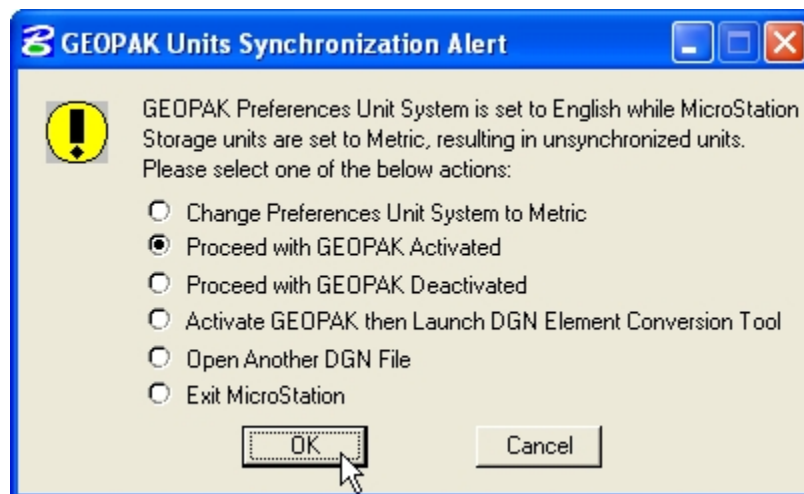 GEOPAK Units Synchronization Alert
GEOPAK Preferences Unit System is set to English while MicroStation
Storage units are set to Metric, resulting in unsynchronized units.
Please select one of the below actions:
Change Preferences Unit System to Metric
Proceed with GEOPAK Activated
Proceed with GEOPAK Deactivated
Activate GEOPAK then Launch DGN Element Conversion Tool
Open Another DGN File
Exit MicroStation
OK Cancel